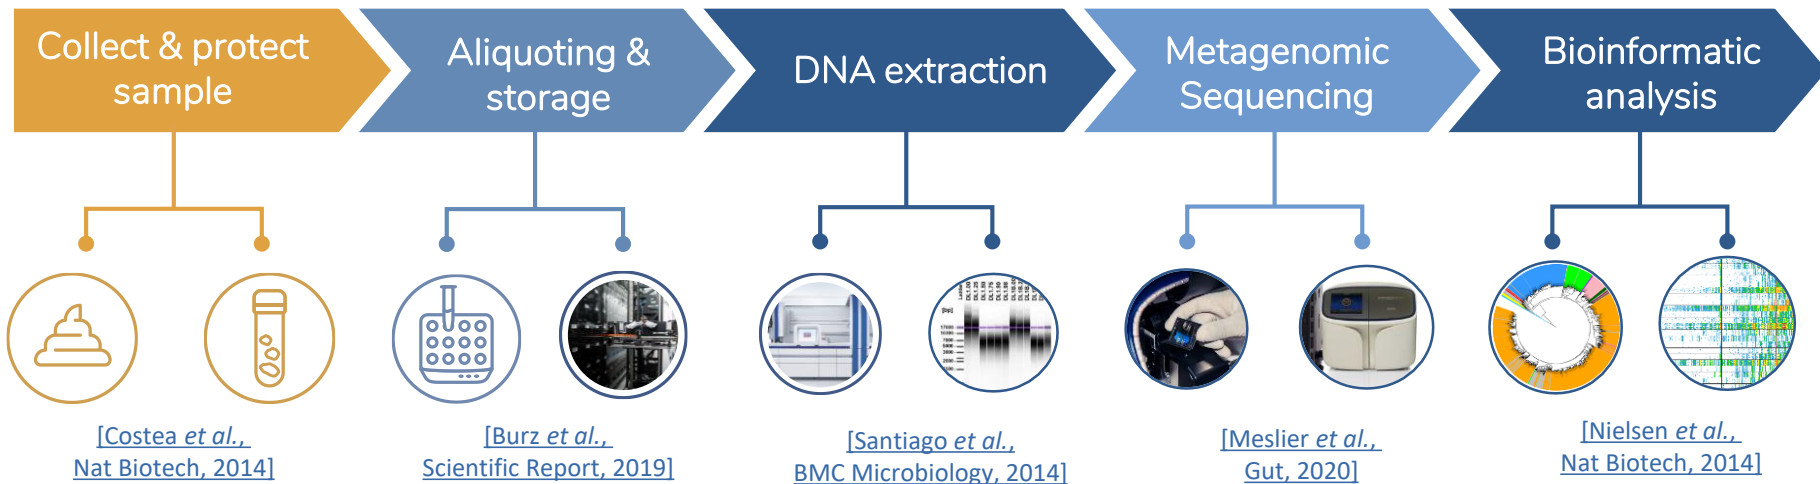 Collect & protect
sample
Aliquoting &
storage
DNA extraction
Metagenomic
Sequencing
Bioinformatic
analysis
[bp]
[Costea et al.,
Nat Biotech, 2014]
[Burz et al.,
Scientific Report, 2019]
[Santiago et al.,
BMC Microbiology, 2014]
[Meslier et al.,
Gut, 2020]
[Nielsen et al.,
Nat Biotech, 2014]